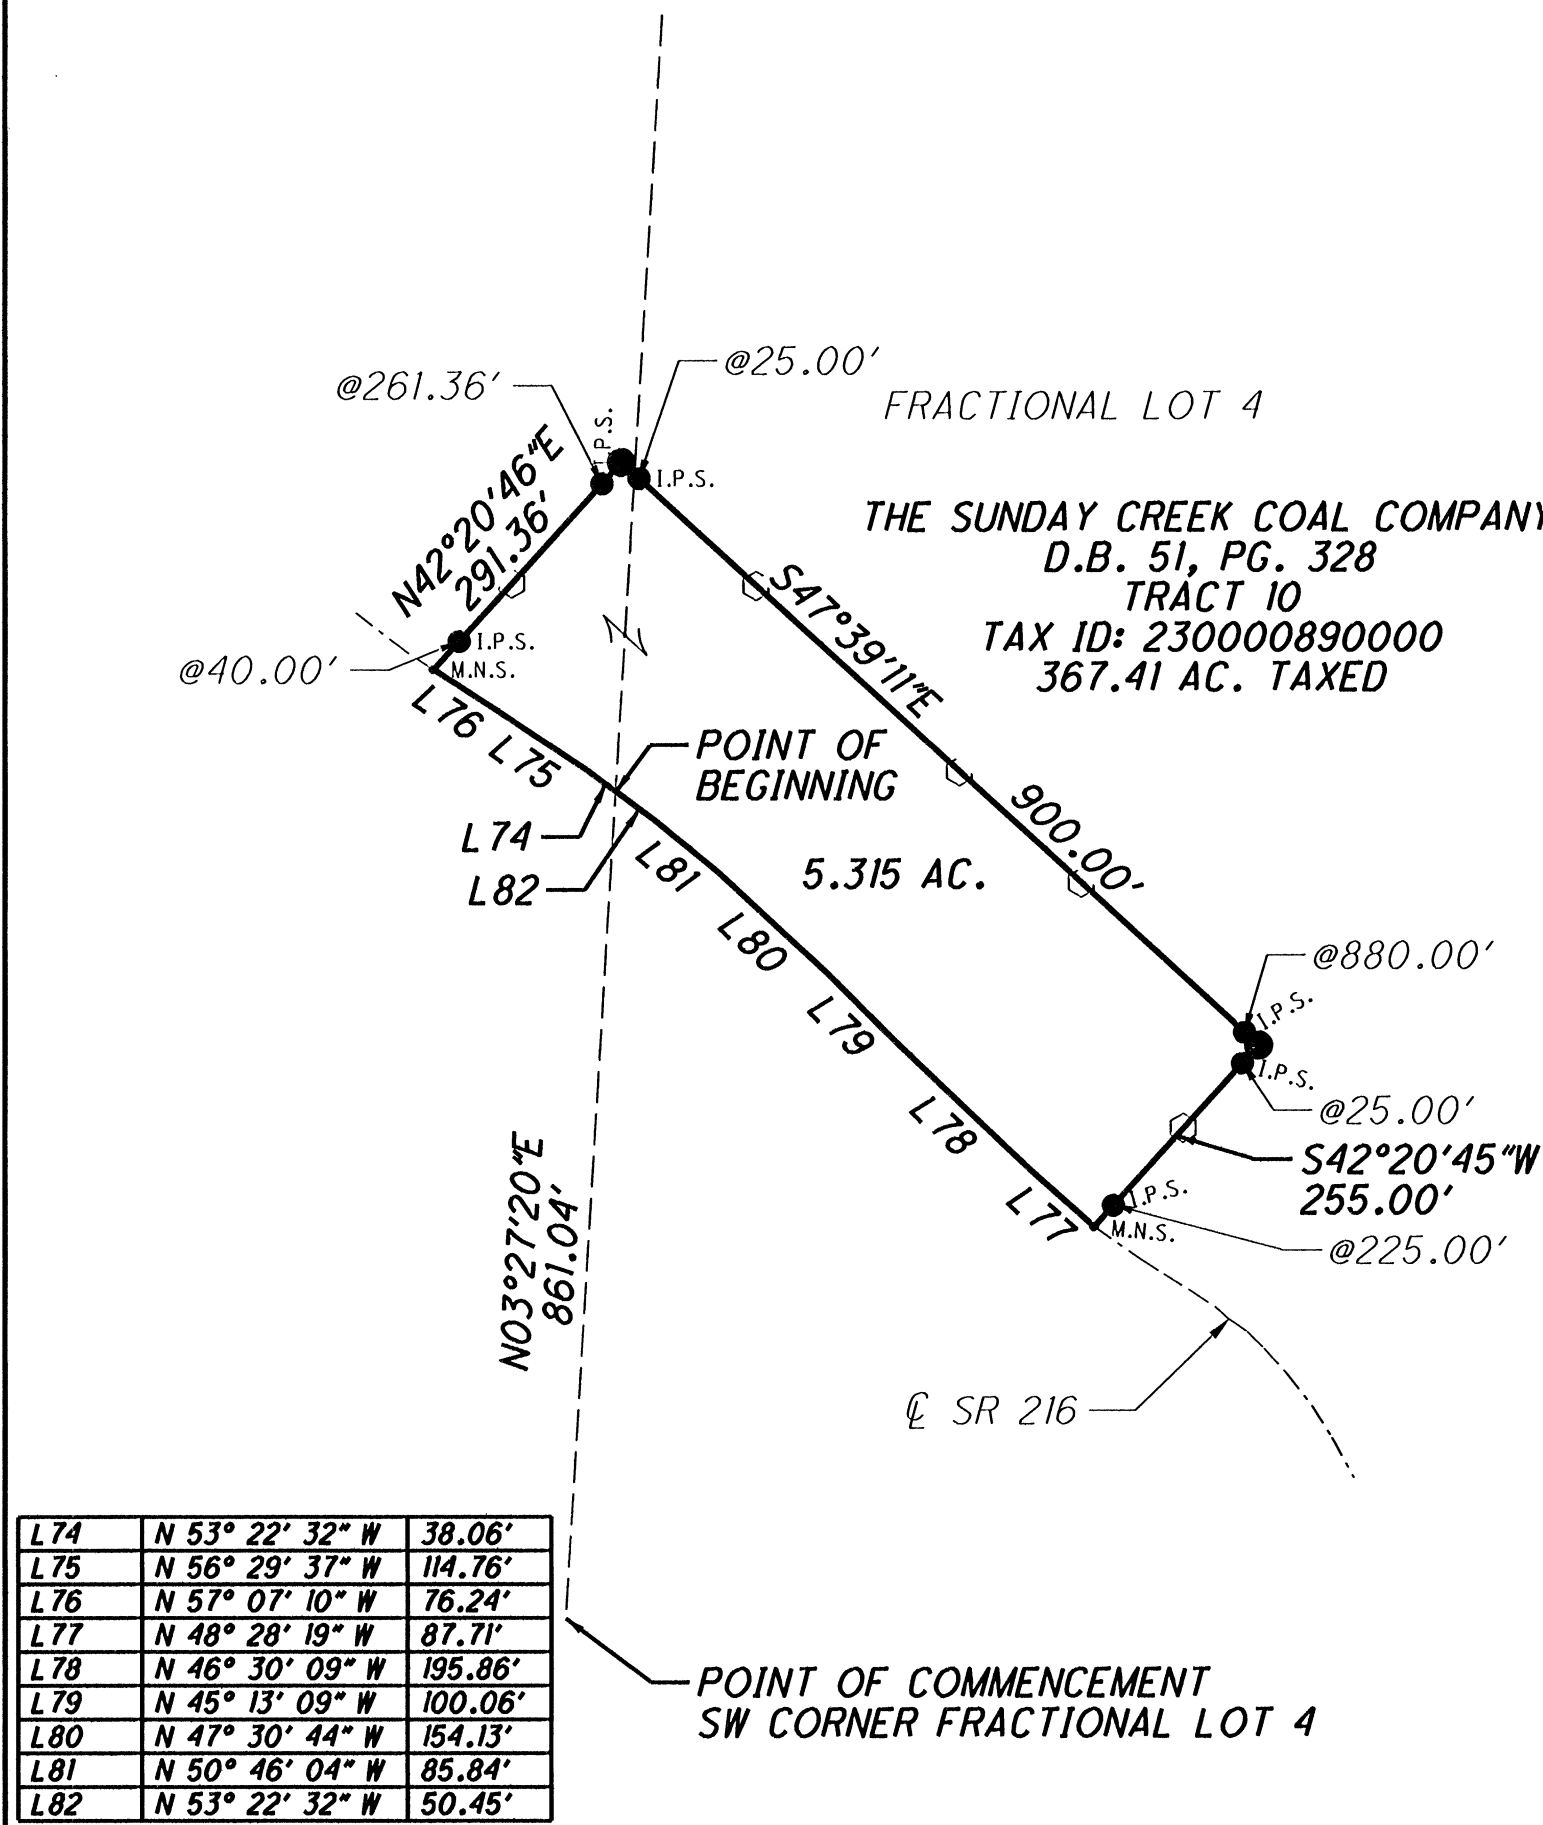 @25.00'
@261.36'
FRACTIONAL LOT 4
I.P.S.
I.P.S.
N42°20'46"E
291.36'
THE SUNDAY CREEK COAL COMPANY
D.B. 51, PG. 328
TRACT 10
TAX ID: 230000890000
367.41 AC. TAXED
S47°39'11"E
900.00'
I.P.S.
@40.00'
M.N.S.
L76
L75
POINT OF
BEGINNING
L74
L82
L81
5.315 AC.
L80
@880.00'
I.P.S.
L79
I.P.S.
@25.00'
L78
S42°20'45"W
255.00'
I.P.S.
L77
M.N.S.
@225.00'
N03°27'20"E
861.04'
℄ SR 216
L74 N 53° 22' 32" W 38.06'
L75 N 56° 29' 37" W 114.76'
L76 N 57° 07' 10" W 76.24'
L77 N 48° 28' 19" W 87.71'
L78 N 46° 30' 09" W 195.86'
L79 N 45° 13' 09" W 100.06'
L80 N 47° 30' 44" W 154.13'
L81 N 50° 46' 04" W 85.84'
L82 N 53° 22' 32" W 50.45'
POINT OF COMMENCEMENT
SW CORNER FRACTIONAL LOT 4